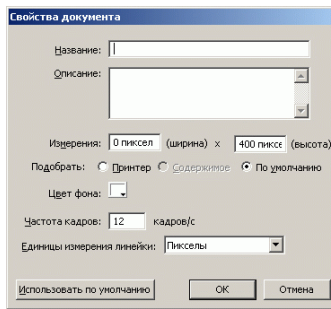 Свойства документа
Название:
Описание:
Измерения: 0 пиксел (ширина) x 400 пиксе (высота)
Подобрать: Принтер Содержимое По умолчанию
Цвет фона:
Частота кадров: 12 кадров/с
Единицы измерения линейки: Пикселы
Использовать по умолчанию OK Отмена